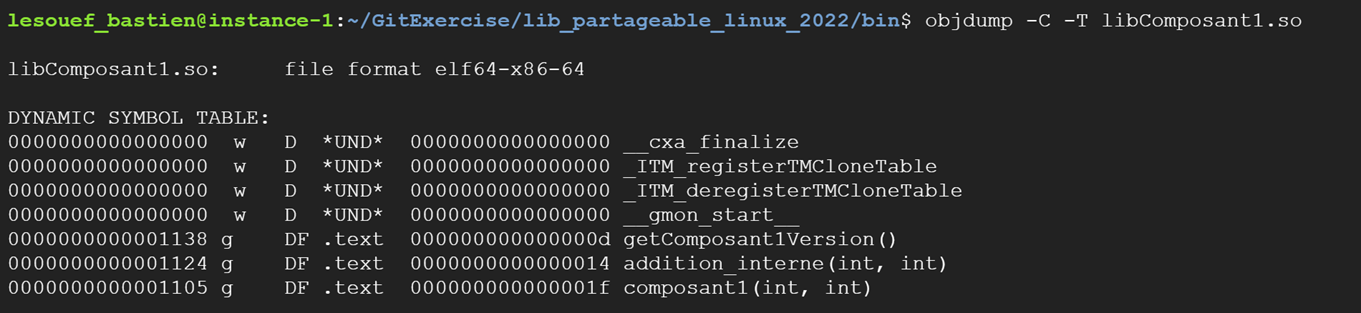 lesouef_bastien@instance-1:~/GitExercise/lib_partageable_linux_2022/bin$ objdump -C -T libComposant1.so
libComposant1.so:     file format elf64-x86-64
DYNAMIC SYMBOL TABLE:
0000000000000000  w   D  *UND*  0000000000000000 __cxa_finalize
0000000000000000  w   D  *UND*  0000000000000000 _ITM_registerTMCloneTable
0000000000000000  w   D  *UND*  0000000000000000 _ITM_deregisterTMCloneTable
0000000000000000  w   D  *UND*  0000000000000000 __gmon_start__
0000000000001138 g    DF .text  000000000000000d getComposant1Version()
0000000000001124 g    DF .text  0000000000000014 addition_interne(int, int)
0000000000001105 g    DF .text  000000000000001f composant1(int, int)